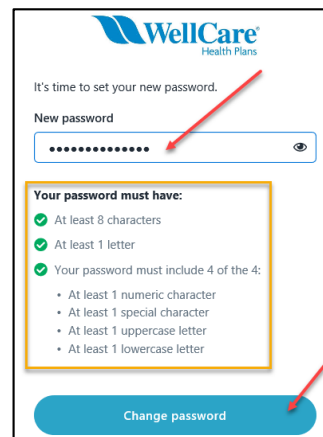 WellCare®
Health Plans
It's time to set your new password.
New password
••••••••••••••
Your password must have:
At least 8 characters
At least 1 letter
Your password must include 4 of the 4:
• At least 1 numeric character
• At least 1 special character
• At least 1 uppercase letter
• At least 1 lowercase letter
Change password